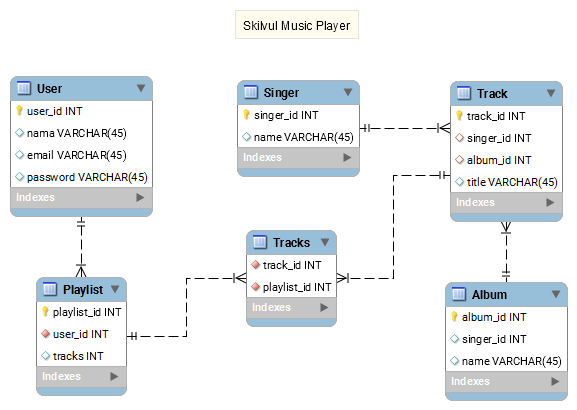 Skilvul Music Player
User
user_id INT
nama VARCHAR(45)
email VARCHAR(45)
password VARCHAR(45)
Indexes
Singer
singer_id INT
name VARCHAR(45)
Indexes
Track
track_id INT
singer_id INT
album_id INT
title VARCHAR(45)
Indexes
Tracks
track_id INT
playlist_id INT
Indexes
Playlist
playlist_id INT
user_id INT
tracks INT
Indexes
Album
album_id INT
singer_id INT
name VARCHAR(45)
Indexes